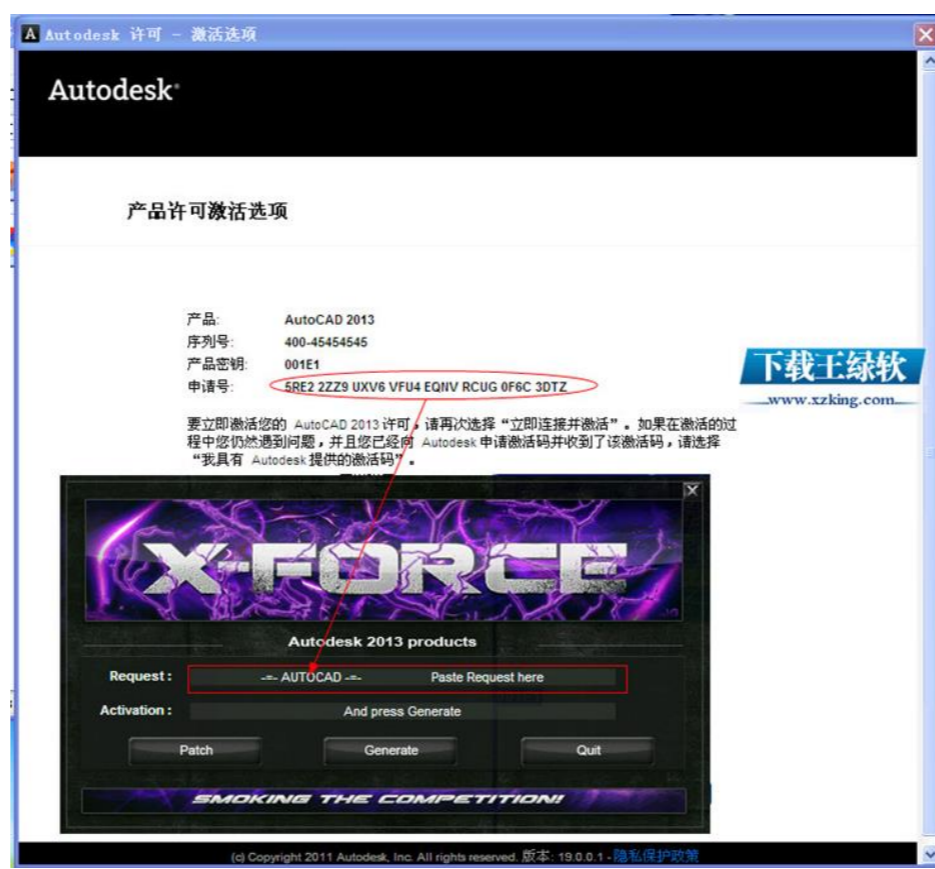 Autodesk 许可 - 激活选项
Autodesk
产品许可激活选项
产品: AutoCAD 2013
序列号: 400-45454545
产品密钥: 001E1
申请号: 5RE2 2ZZ9 UXV6 VFU4 EQNV RCUG 0F6C 3DTZ
下载王绿软
www.xzking.com
要立即激活您的 AutoCAD 2013 许可，请再次选择“立即连接并激活”。如果在激活的过
程中您仍然遇到问题，并且您已经向 Autodesk 申请激活码并收到了该激活码，请选择
“我具有 Autodesk 提供的激活码”。
X-FORCE
Autodesk 2013 products
Request : -=- AUTOCAD -=- Paste Request here
Activation : And press Generate
Patch Generate Quit
SMOKING THE COMPETITION!
(c) Copyright 2011 Autodesk, Inc. All rights reserved. 版本: 19.0.0.1 - 隐私保护政策